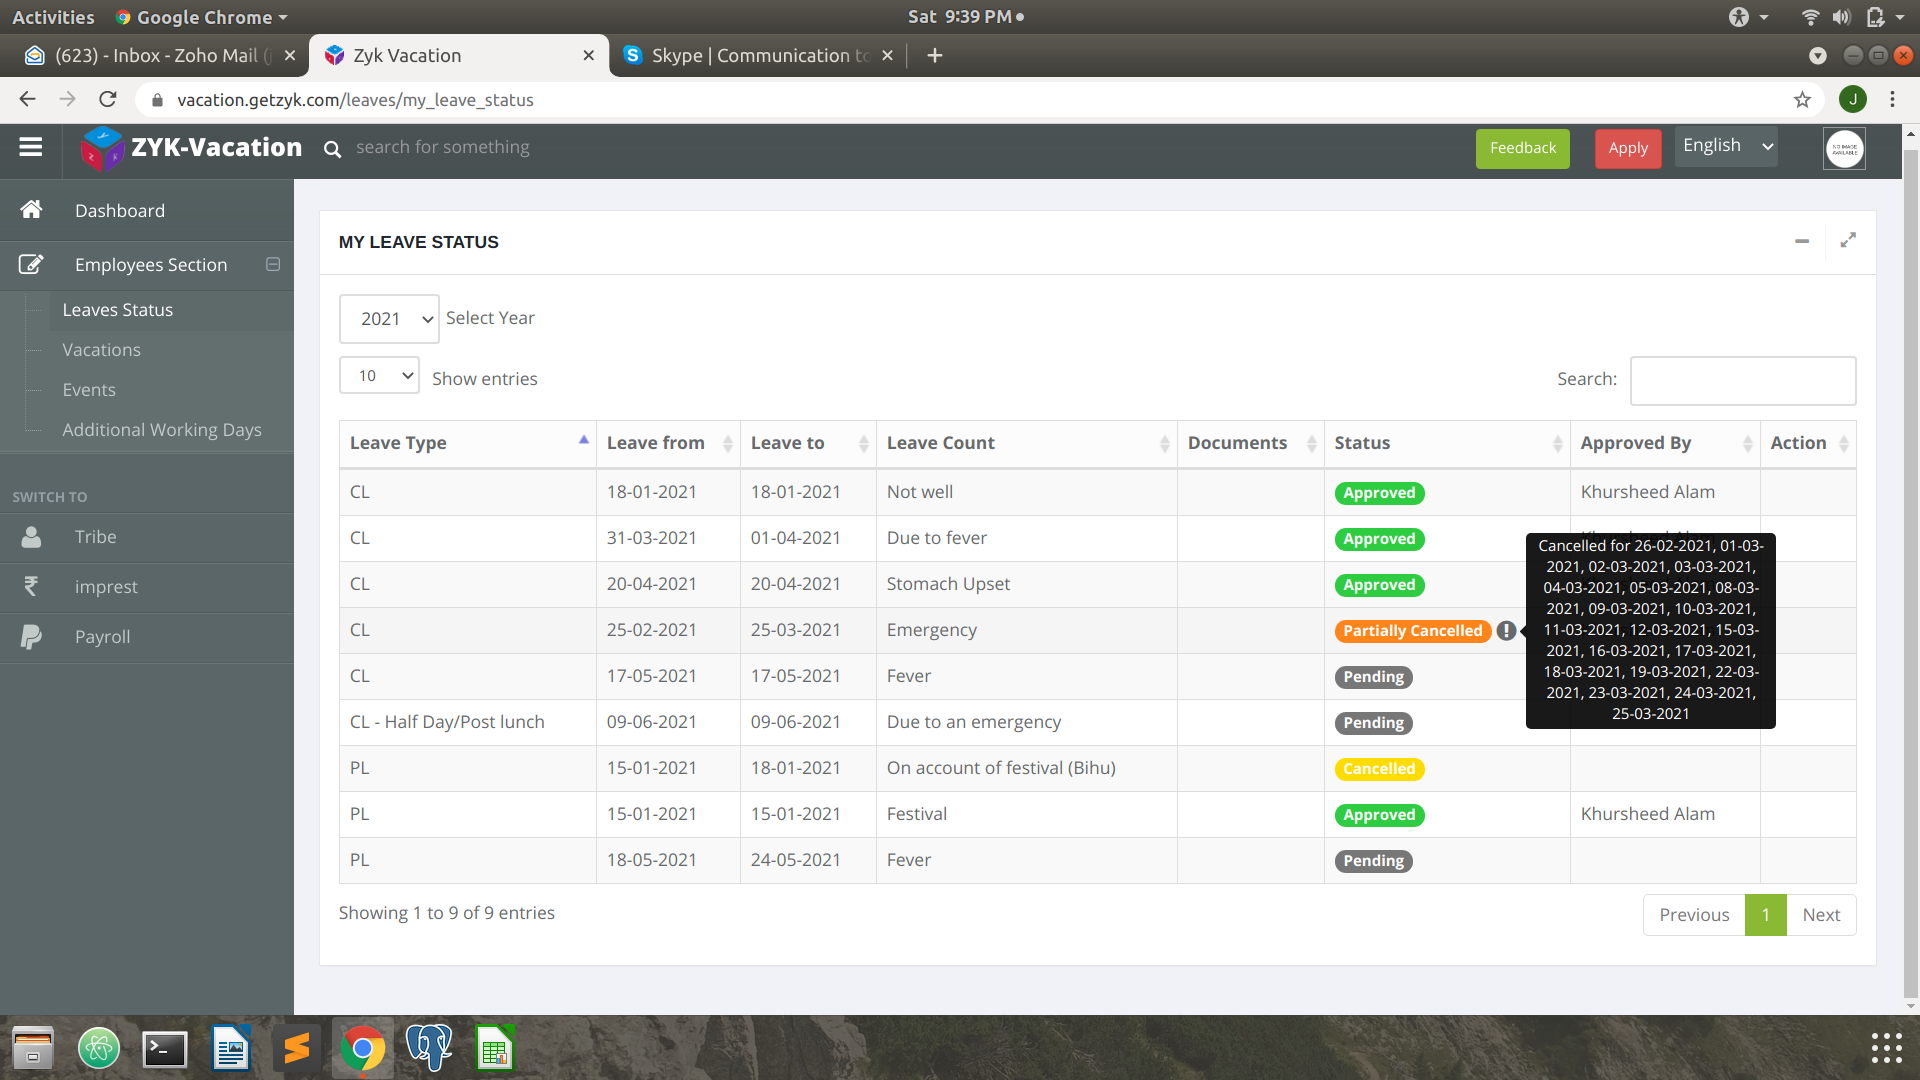 Activities Google Chrome Sat 9:39 PM
(623) - Inbox - Zoho Mail ( Zyk Vacation Skype | Communication to
vacation.getzyk.com/leaves/my_leave_status J
ZYK-Vacation search for something Feedback Apply English NO IMAGE AVAILABLE
Dashboard
Employees Section
Leaves Status
Vacations
Events
Additional Working Days
SWITCH TO
Tribe
imprest
Payroll
MY LEAVE STATUS
2021 Select Year
10 Show entries Search:
Leave Type Leave from Leave to Leave Count Documents Status Approved By Action
CL 18-01-2021 18-01-2021 Not well Approved Khursheed Alam
CL 31-03-2021 01-04-2021 Due to fever Approved
CL 20-04-2021 20-04-2021 Stomach Upset Approved
CL 25-02-2021 25-03-2021 Emergency Partially Cancelled
CL 17-05-2021 17-05-2021 Fever Pending
CL - Half Day/Post lunch 09-06-2021 09-06-2021 Due to an emergency Pending
PL 15-01-2021 18-01-2021 On account of festival (Bihu) Cancelled
PL 15-01-2021 15-01-2021 Festival Approved Khursheed Alam
PL 18-05-2021 24-05-2021 Fever Pending
Cancelled for 26-02-2021, 01-03-
2021, 02-03-2021, 03-03-2021,
04-03-2021, 05-03-2021, 08-03-
2021, 09-03-2021, 10-03-2021,
11-03-2021, 12-03-2021, 15-03-
2021, 16-03-2021, 17-03-2021,
18-03-2021, 19-03-2021, 22-03-
2021, 23-03-2021, 24-03-2021,
25-03-2021
Showing 1 to 9 of 9 entries Previous 1 Next